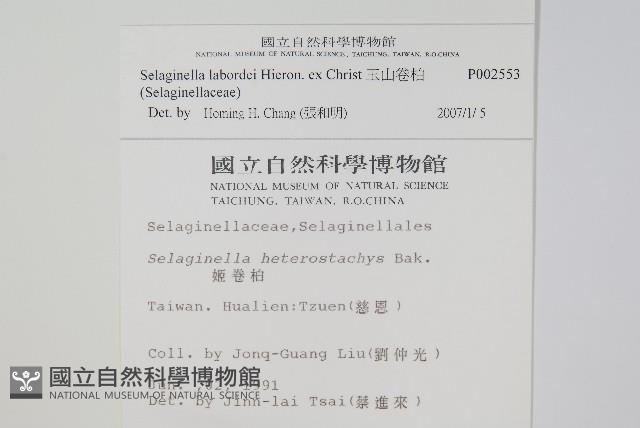 國立自然科學博物館
NATIONAL MUSEUM OF NATURAL SCIENCE, TAICHUNG, TAIWAN, R.O.CHINA
Selaginella labordei Hieron. ex Christ 玉山卷柏 P002553
(Selaginellaceae)
Det. by Homing H. Chang (張和明) 2007/1/5
國立自然科學博物館
NATIONAL MUSEUM OF NATURAL SCIENCE
TAICHUNG, TAIWAN, R.O.CHINA
Selaginellaceae,Selaginellales
Selaginella heterostachys Bak.
姬卷柏
Taiwan. Hualien:Tzuen(慈恩)
Coll. by Jong-Guang Liu(劉仲光)
1991
Det. by Jinn-lai Tsai(蔡進來)
國立自然科學博物館
NATIONAL MUSEUM OF NATURAL SCIENCE